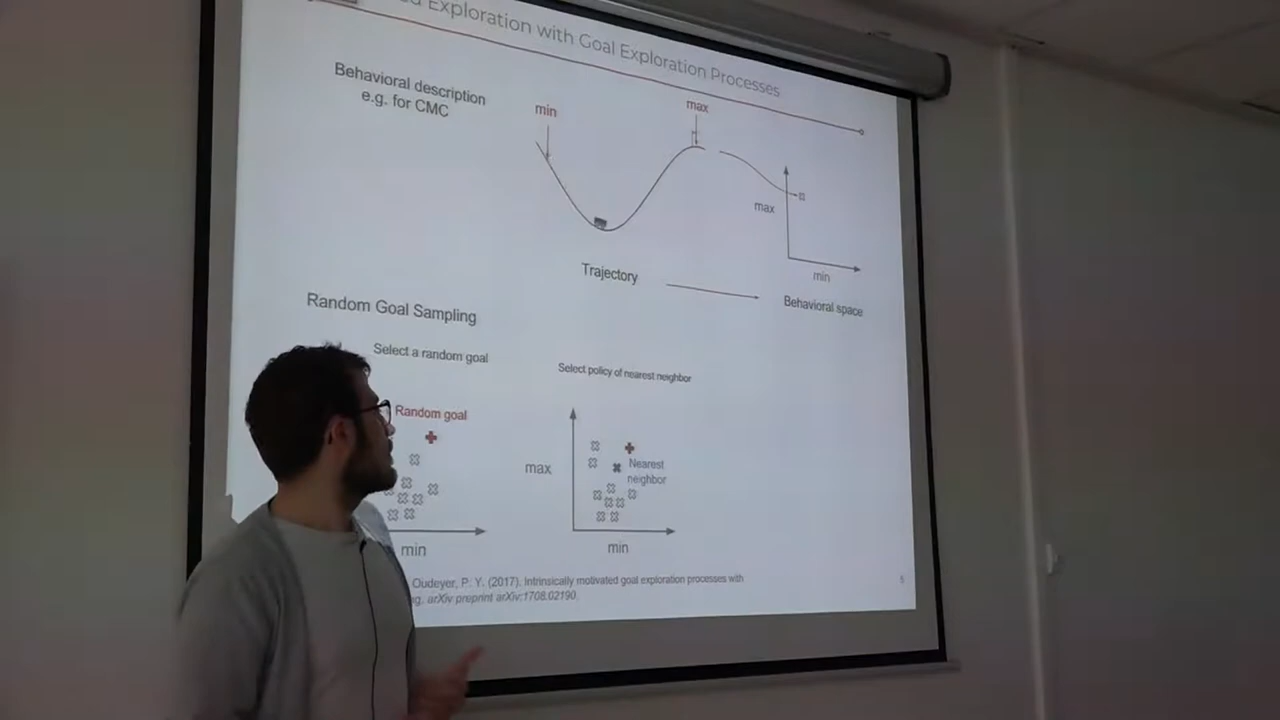 Exploration with Goal Exploration Processes
Behavioral description
e.g. for CMC
min
max
max
min
Trajectory
Behavioral space
Random Goal Sampling
Select a random goal
Select policy of nearest neighbor
Random goal
max
Nearest
neighbor
min
min
Oudeyer, P. Y. (2017). Intrinsically motivated goal exploration processes with
arXiv preprint arXiv:1708.02190.